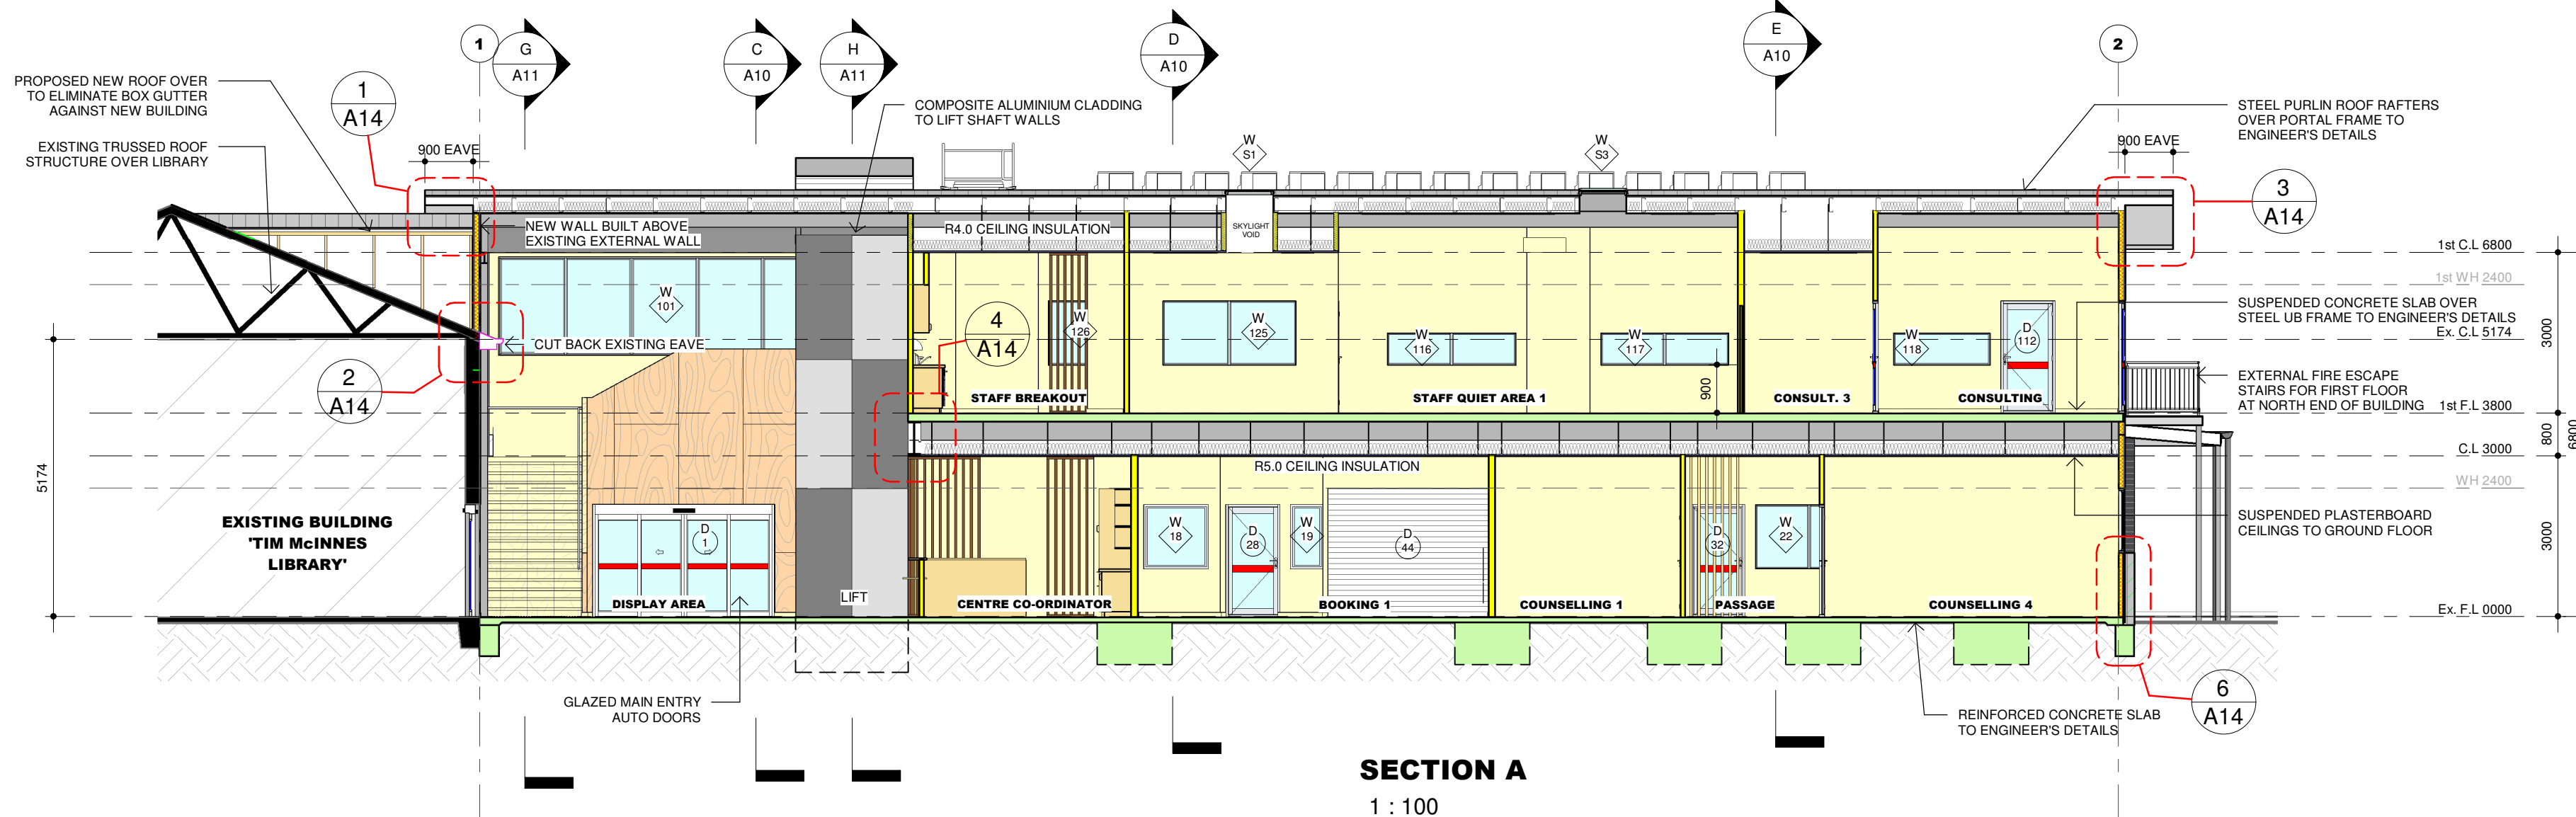 1
G
A11
C
A10
H
A11
D
A10
E
A10
2
PROPOSED NEW ROOF OVER
TO ELIMINATE BOX GUTTER
AGAINST NEW BUILDING
1
A14
COMPOSITE ALUMINIUM CLADDING
TO LIFT SHAFT WALLS
STEEL PURLIN ROOF RAFTERS
OVER PORTAL FRAME TO
ENGINEER'S DETAILS
EXISTING TRUSSED ROOF
STRUCTURE OVER LIBRARY
900 EAVE
W
S1
W
S3
900 EAVE
3
A14
NEW WALL BUILT ABOVE
EXISTING EXTERNAL WALL
R4.0 CEILING INSULATION
SKYLIGHT
VOID
1st C.L 6800
1st WH 2400
W
101
4
A14
W
126
W
125
W
116
W
117
W
118
D
112
SUSPENDED CONCRETE SLAB OVER
STEEL UB FRAME TO ENGINEER'S DETAILS
Ex. C.L 5174
3000
CUT BACK EXISTING EAVE
2
A14
900
EXTERNAL FIRE ESCAPE
STAIRS FOR FIRST FLOOR
AT NORTH END OF BUILDING
1st F.L 3800
STAFF BREAKOUT
STAFF QUIET AREA 1
CONSULT. 3
CONSULTING
800
6800
C.L 3000
5174
R5.0 CEILING INSULATION
WH 2400
EXISTING BUILDING
'TIM McINNES
LIBRARY'
D
1
W
18
D
28
W
19
D
44
D
32
W
22
SUSPENDED PLASTERBOARD
CEILINGS TO GROUND FLOOR
3000
LIFT
DISPLAY AREA
CENTRE CO-ORDINATOR
BOOKING 1
COUNSELLING 1
PASSAGE
COUNSELLING 4
Ex. F.L 0000
GLAZED MAIN ENTRY
AUTO DOORS
REINFORCED CONCRETE SLAB
TO ENGINEER'S DETAILS
6
A14
SECTION A
1 : 100